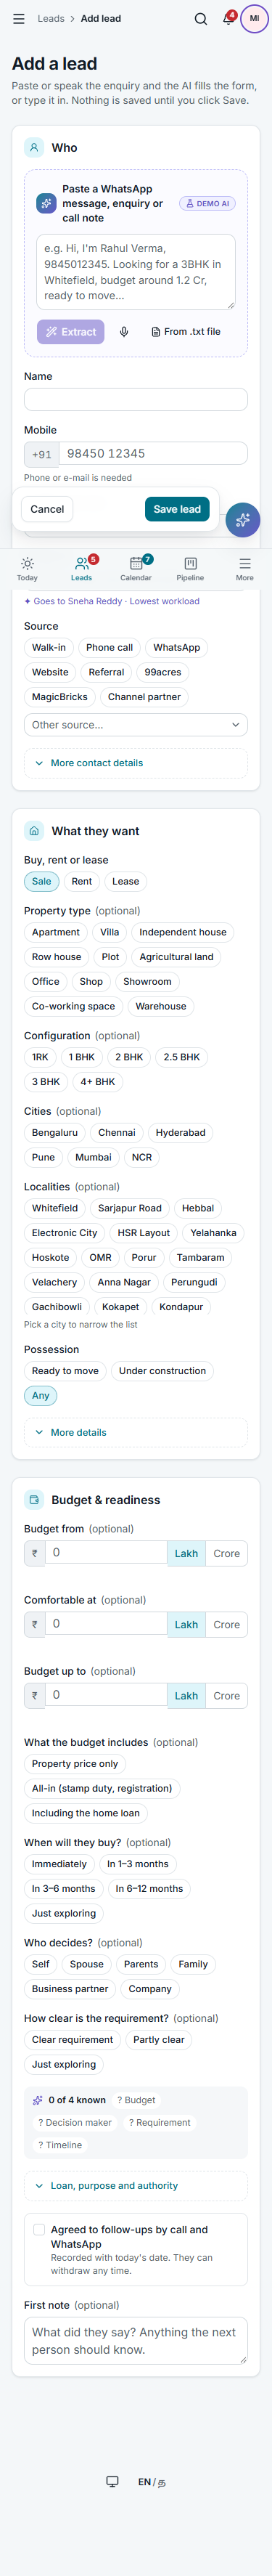 Leads > Add lead
4
MI
Add a lead
Paste or speak the enquiry and the AI fills the form,
or type it in. Nothing is saved until you click Save.
Who
Paste a WhatsApp
message, enquiry or
call note
DEMO AI
e.g. Hi, I'm Rahul Verma,
9845012345. Looking for a 3BHK in
Whitefield, budget around 1.2 Cr,
ready to move...
Extract
From .txt file
Name
Mobile
+91 98450 12345
Phone or e-mail is needed
Cancel
Save lead
5
7
Today
Leads
Calendar
Pipeline
More
Goes to Sneha Reddy · Lowest workload
Source
Walk-in Phone call WhatsApp
Website Referral 99acres
MagicBricks Channel partner
Other source...
More contact details
What they want
Buy, rent or lease
Sale Rent Lease
Property type (optional)
Apartment Villa Independent house
Row house Plot Agricultural land
Office Shop Showroom
Co-working space Warehouse
Configuration (optional)
1RK 1 BHK 2 BHK 2.5 BHK
3 BHK 4+ BHK
Cities (optional)
Bengaluru Chennai Hyderabad
Pune Mumbai NCR
Localities (optional)
Whitefield Sarjapur Road Hebbal
Electronic City HSR Layout Yelahanka
Hoskote OMR Porur Tambaram
Velachery Anna Nagar Perungudi
Gachibowli Kokapet Kondapur
Pick a city to narrow the list
Possession
Ready to move Under construction
Any
More details
Budget & readiness
Budget from (optional)
₹ 0 Lakh Crore
Comfortable at (optional)
₹ 0 Lakh Crore
Budget up to (optional)
₹ 0 Lakh Crore
What the budget includes (optional)
Property price only
All-in (stamp duty, registration)
Including the home loan
When will they buy? (optional)
Immediately In 1–3 months
In 3–6 months In 6–12 months
Just exploring
Who decides? (optional)
Self Spouse Parents Family
Business partner Company
How clear is the requirement? (optional)
Clear requirement Partly clear
Just exploring
0 of 4 known ? Budget
? Decision maker ? Requirement
? Timeline
Loan, purpose and authority
Agreed to follow-ups by call and
WhatsApp
Recorded with today's date. They can
withdraw any time.
First note (optional)
What did they say? Anything the next
person should know.
EN / த